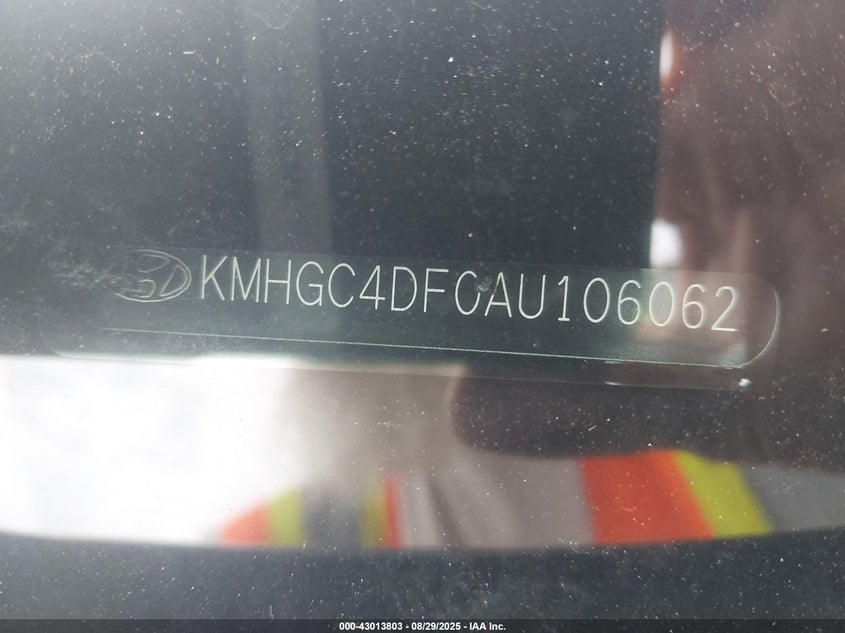 KMHGC4DF0AU106062
000-43013803 - 08/29/2025 - IAA Inc.